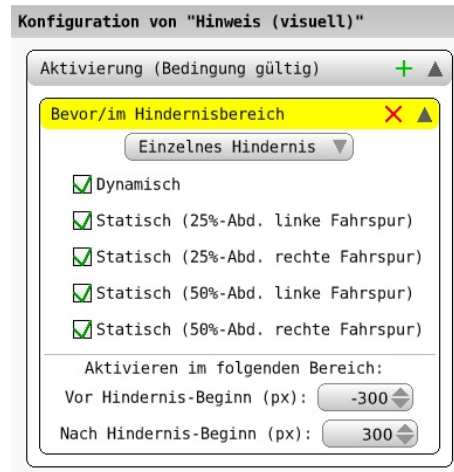 Konfiguration von "Hinweis (visuell)"
Aktivierung (Bedingung gültig)
Bevor/im Hindernisbereich
Einzelnes Hindernis
Dynamisch
Statisch (25%-Abd. linke Fahrspur)
Statisch (25%-Abd. rechte Fahrspur)
Statisch (50%-Abd. linke Fahrspur)
Statisch (50%-Abd. rechte Fahrspur)
Aktivieren im folgenden Bereich:
Vor Hindernis-Beginn (px): -300
Nach Hindernis-Beginn (px): 300